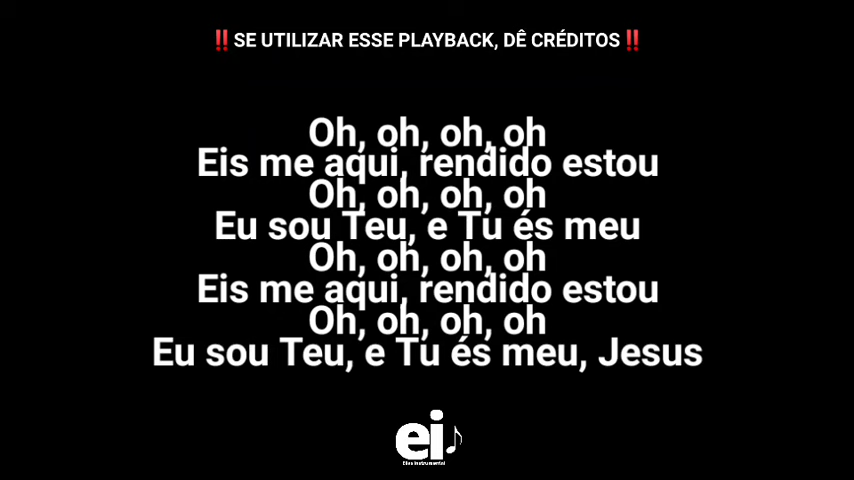 ‼️SE UTILIZAR ESSE PLAYBACK, DÊ CRÉDITOS‼️
Oh, oh, oh, oh
Eis me aqui, rendido estou
Oh, oh, oh, oh
Eu sou Teu, e Tu és meu
Oh, oh, oh, oh
Eis me aqui, rendido estou
Oh, oh, oh, oh
Eu sou Teu, e Tu és meu, Jesus
ei